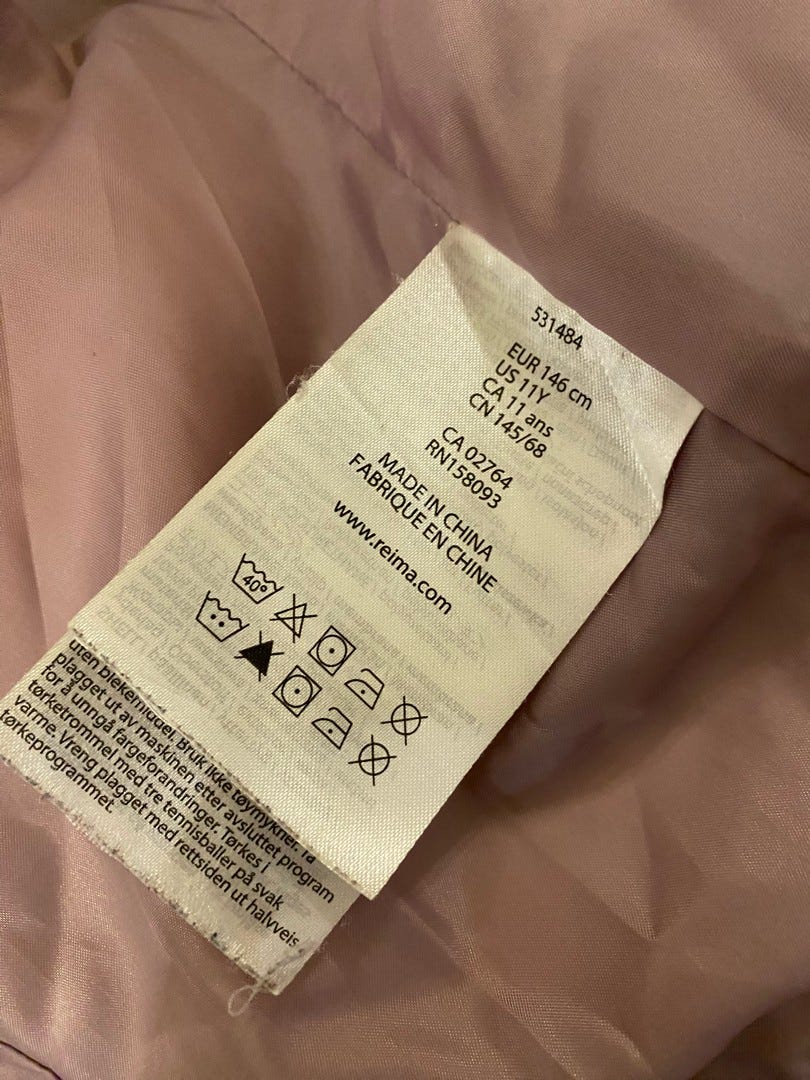 531484
EUR 146 cm
US 11Y
CA 11 ans
CN 145/68
CA 02764
RN158093
MADE IN CHINA
FABRIQUE EN CHINE
www.reima.com
40°
uten blekemiddel. Bruk ikke tøymykner. Ta
plagget ut av maskinen etter avsluttet program
for å unngå fargeforandringer. Tørkes i
tørketrommel med tre tennisballer på svak
varme. Vreng plagget med rettsiden ut halvveis
tørkeprogrammet.